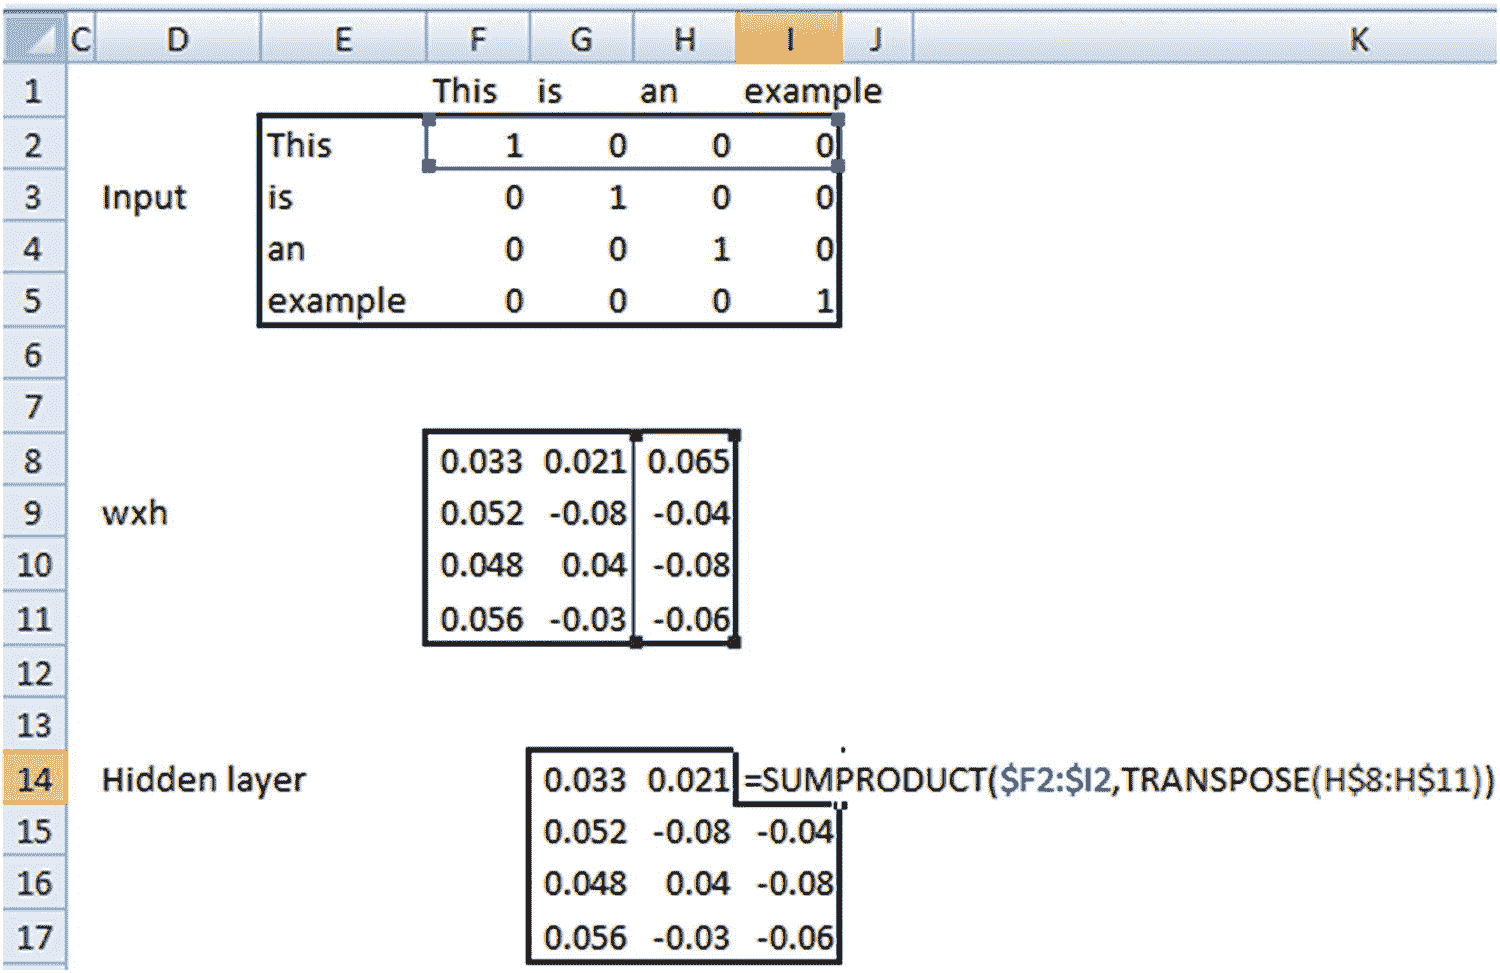 C D E F G H I J K
1 This is an example
2 This 1 0 0 0
3 Input is 0 1 0 0
4 an 0 0 1 0
5 example 0 0 0 1
6
7
8 0.033 0.021 0.065
9 wxh 0.052 -0.08 -0.04
10 0.048 0.04 -0.08
11 0.056 -0.03 -0.06
12
13
14 Hidden layer 0.033 0.021 =SUMPRODUCT($F2:$I2,TRANSPOSE(H$8:H$11))
15 0.052 -0.08 -0.04
16 0.048 0.04 -0.08
17 0.056 -0.03 -0.06